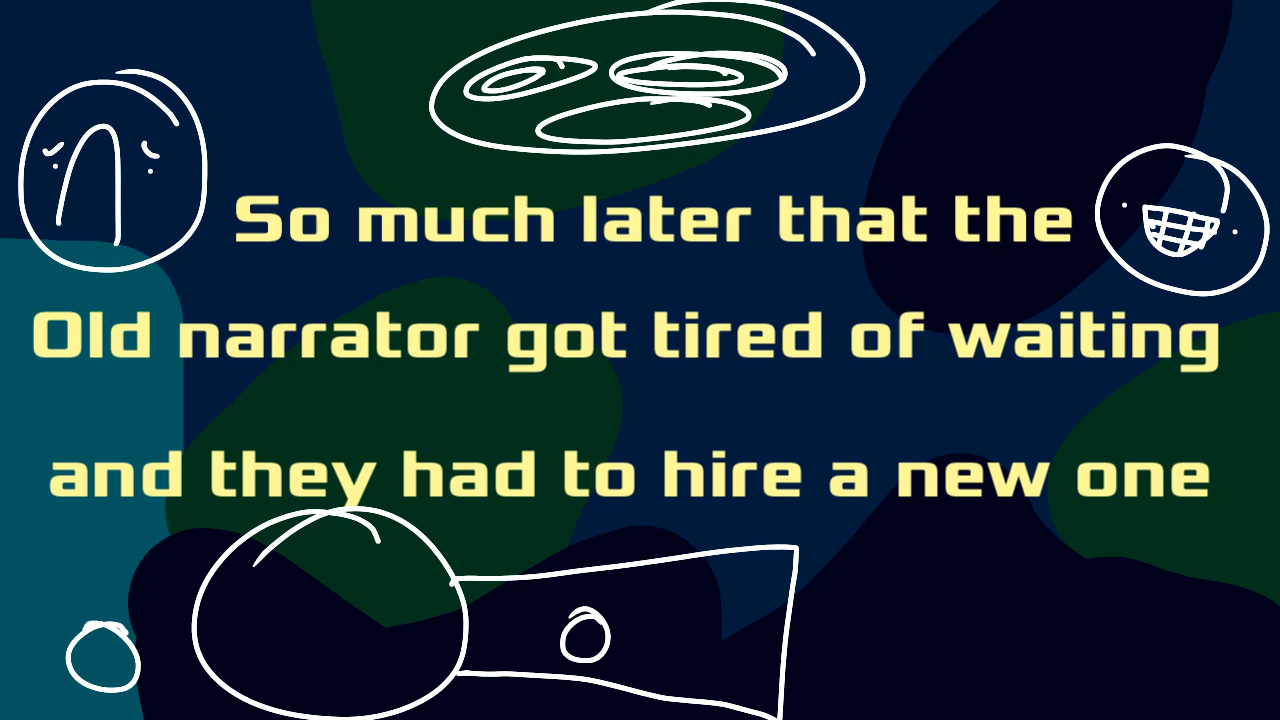 So much later that the
Old narrator got tired of waiting
and they had to hire a new one